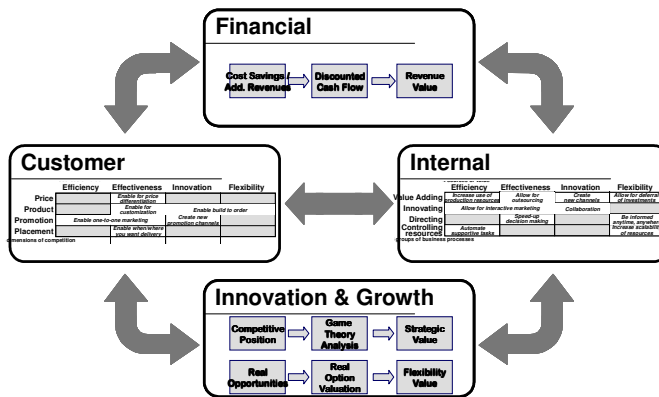 Financial
Cost Savings / Add. Revenues
Discounted Cash Flow
Revenue Value
Customer
Efficiency Effectiveness Innovation Flexibility
Price Enable for price differentiation
Product Enable for customization Enable build to order
Promotion Enable one-to-one marketing Create new promotion channels
Placement Enable when/where you want delivery
mensions of competition
Internal
Efficiency Effectiveness Innovation Flexibility
Value Adding Increase use of production resources Allow for outsourcing Create new channels Allow for deferral of investments
Innovating Allow for interactive marketing Collaboration
Directing Speed-up decision making Be informed anytime, anywhere
Controlling resources Automate supportive tasks Increase scalability of resources
groups of business processes
Innovation & Growth
Competitive Position
Game Theory Analysis
Strategic Value
Real Opportunities
Real Option Valuation
Flexibility Value